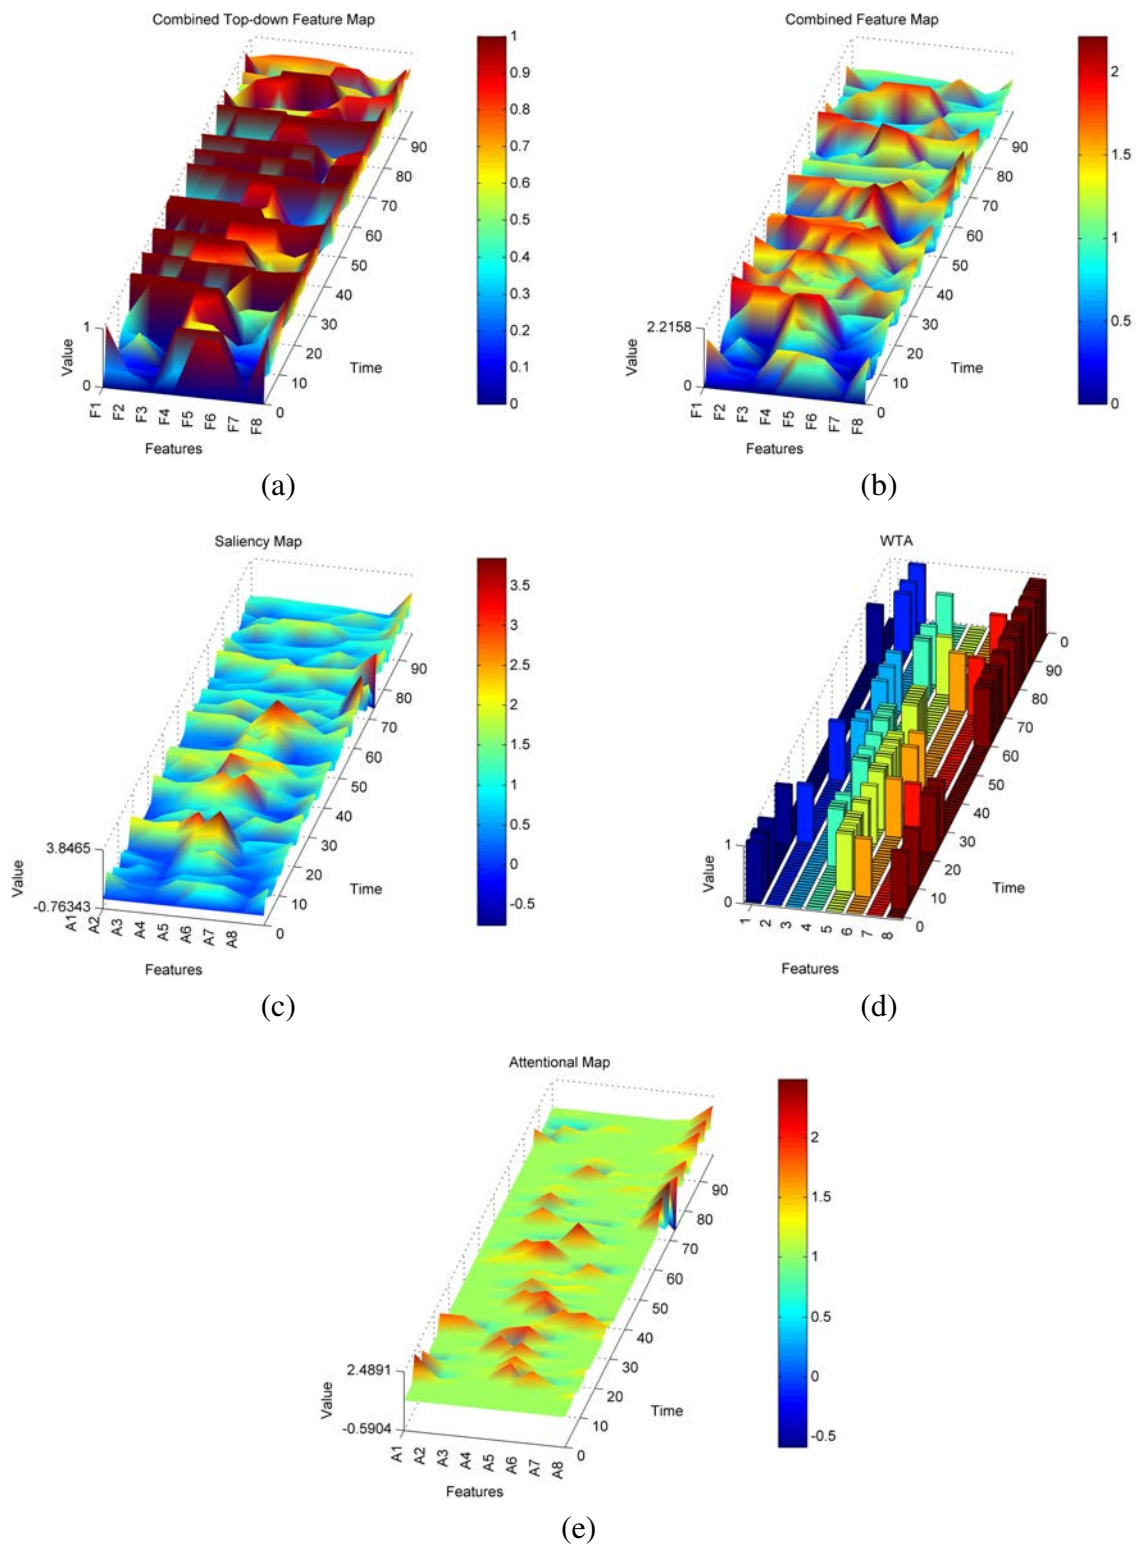 Combined Top-down Feature Map
1
0.9
0.8
0.7
0.6
0.5
0.4
0.3
0.2
0.1
0
Value
1
0
F1
F2
F3
F4
F5
F6
F7
F8
Features
0
10
20
30
40
50
60
70
80
90
Time
(a)
Combined Feature Map
2
1.5
1
0.5
0
Value
2.2158
0
F1
F2
F3
F4
F5
F6
F7
F8
Features
0
10
20
30
40
50
60
70
80
90
Time
(b)
Saliency Map
3.5
3
2.5
2
1.5
1
0.5
0
-0.5
Value
3.8465
-0.76343
A1
A2
A3
A4
A5
A6
A7
A8
Features
0
10
20
30
40
50
60
70
80
90
Time
(c)
WTA
Value
1
0
1
2
3
4
5
6
7
8
Features
0
10
20
30
40
50
60
70
80
90
0
Time
(d)
Attentional Map
2
1.5
1
0.5
0
-0.5
Value
2.4891
-0.5904
A1
A2
A3
A4
A5
A6
A7
A8
Features
0
10
20
30
40
50
60
70
80
90
Time
(e)